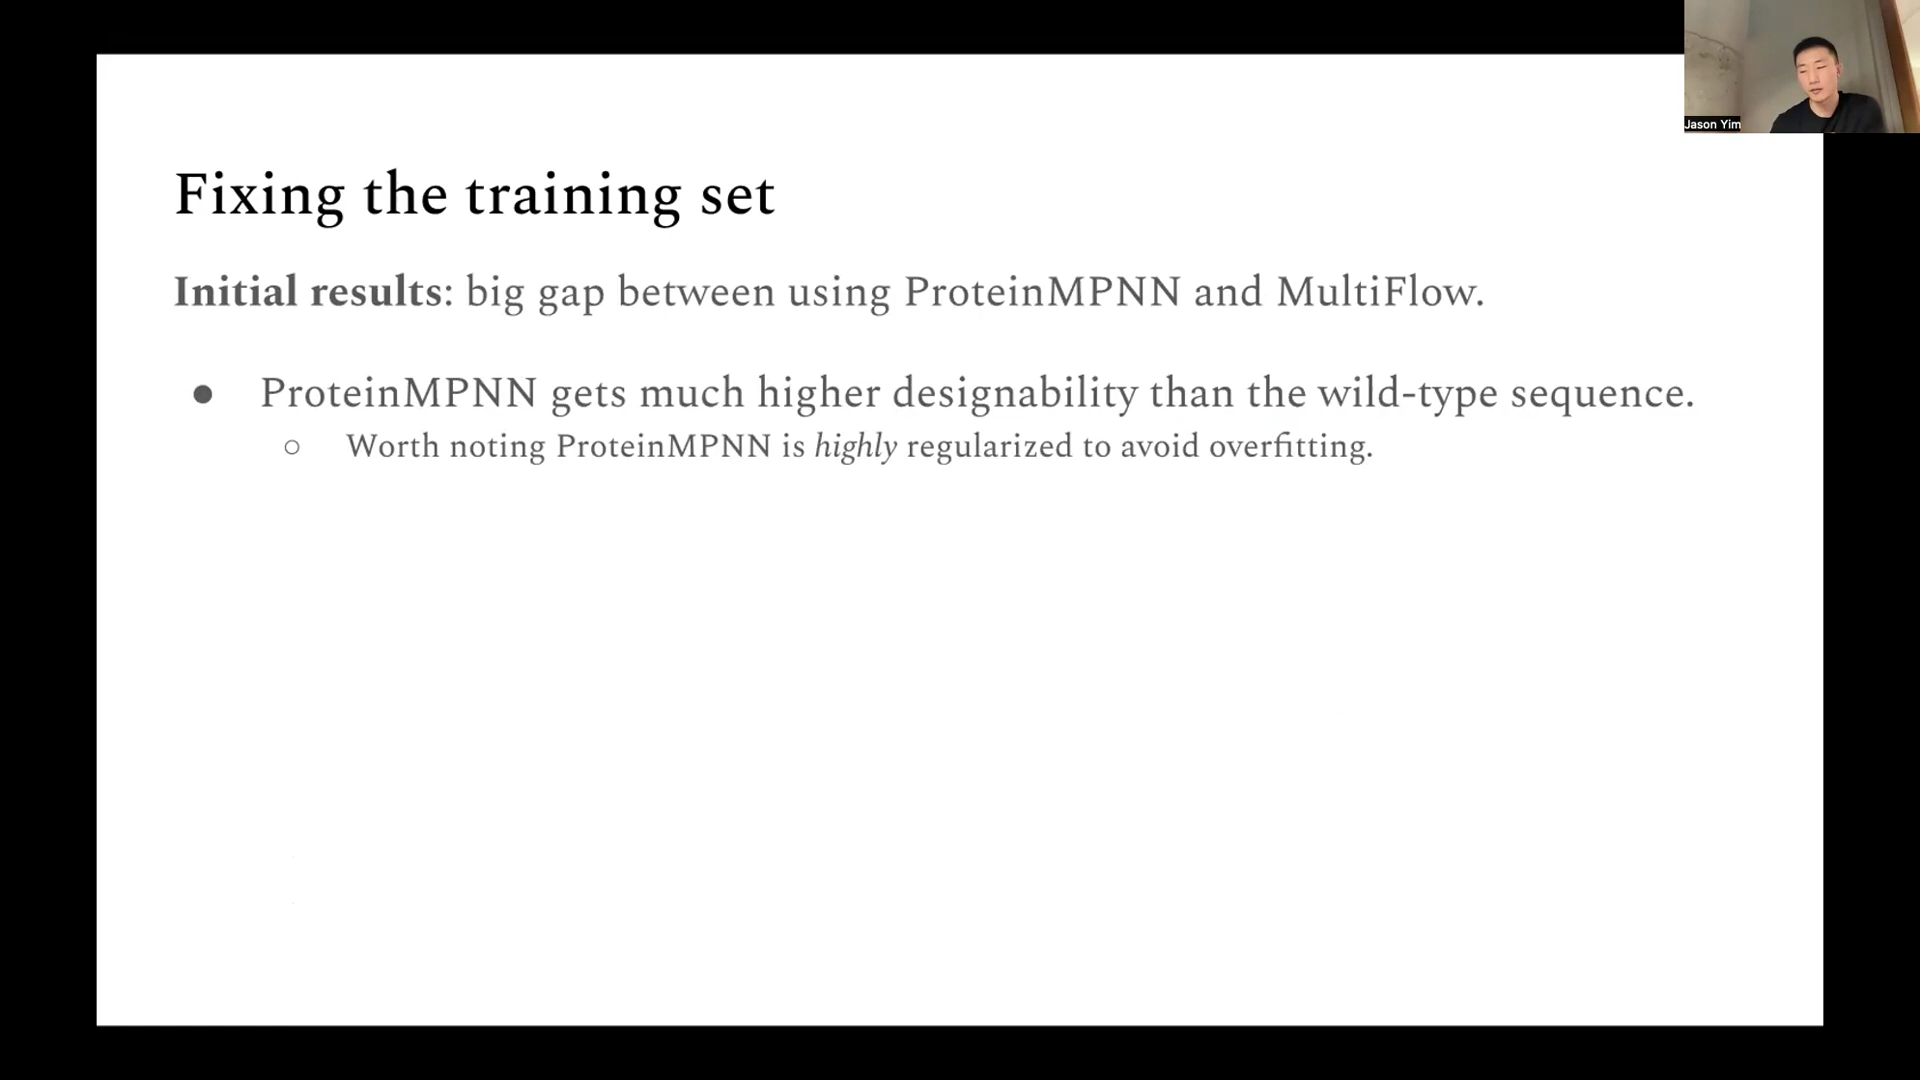 Jason Yim
Fixing the training set
Initial results: big gap between using ProteinMPNN and MultiFlow.
● ProteinMPNN gets much higher designability than the wild-type sequence.
○ Worth noting ProteinMPNN is highly regularized to avoid overfitting.